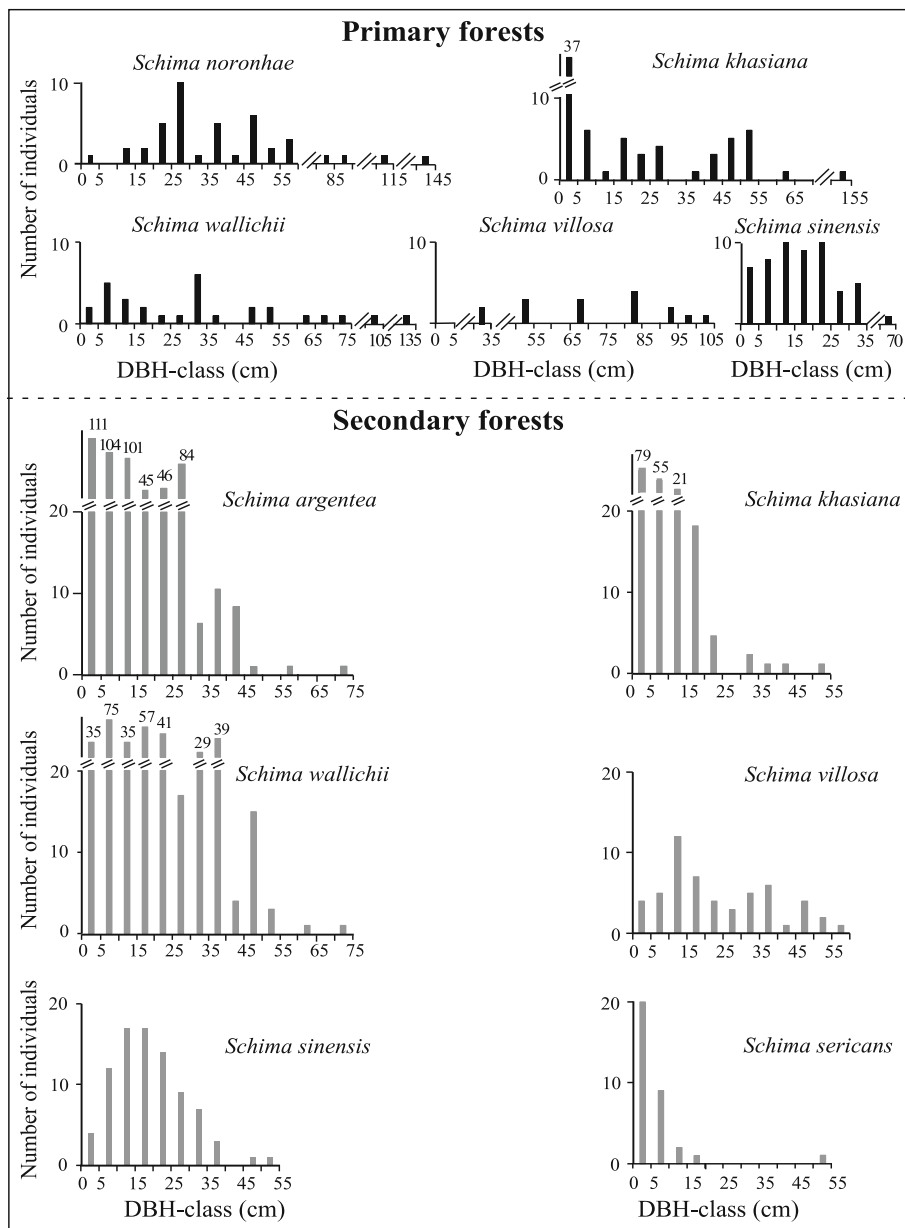 Primary forests
Schima noronhae
Number of individuals
10
0
0 5 15 25 35 45 55 85 115 145
37
Schima khasiana
10
0
0 5 15 25 35 45 55 65 155
Schima wallichii
10
0
0 5 15 25 35 45 55 65 75 105 135
DBH-class (cm)
Schima villosa
10
0 5 35 55 65 75 85 95 105
DBH-class (cm)
Schima sinensis
10
0
0 5 15 25 35 70
DBH-class (cm)
Secondary forests
Number of individuals
111 104 101 45 46 84
Schima argentea
20
10
0
0 5 15 25 35 45 55 65 75
79 55 21
Schima khasiana
20
10
0
0 5 15 25 35 45 55
Number of individuals
35 75 35 57 41 29 39
Schima wallichii
20
10
0
0 5 15 25 35 45 55 65 75
Schima villosa
20
10
0
0 5 15 25 35 45 55
Number of individuals
20
Schima sinensis
10
0
0 5 15 25 35 45 55
DBH-class (cm)
20
Schima sericans
10
0
0 5 15 25 35 45 55
DBH-class (cm)